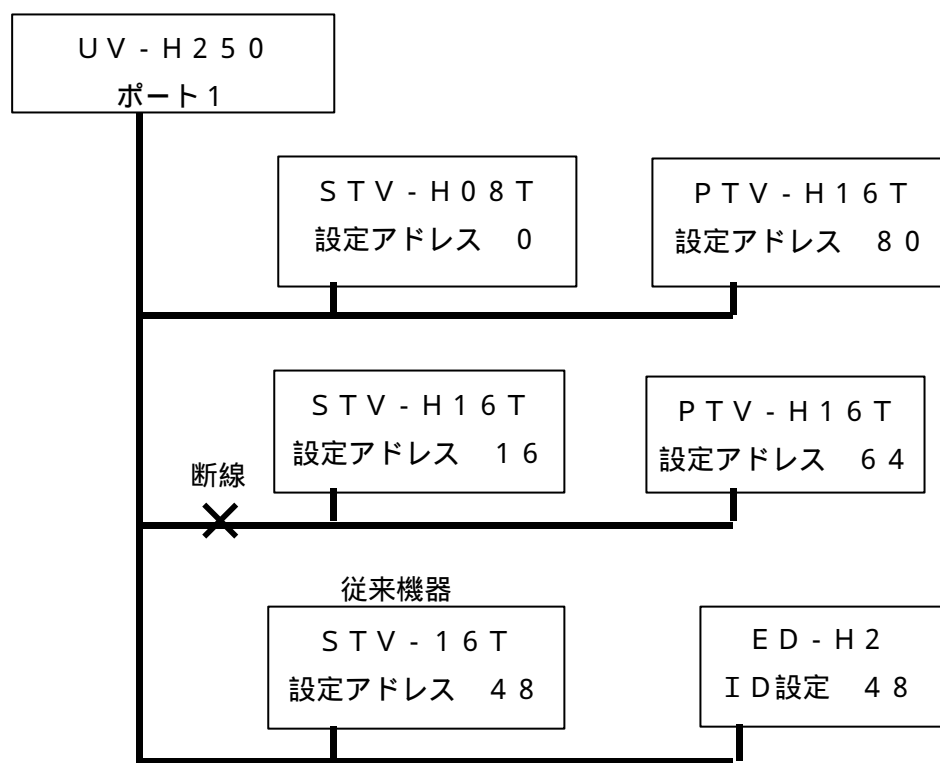 ＵＶ-Ｈ２５０
ポート１
ＳＴＶ-Ｈ０８Ｔ
設定アドレス　０
ＰＴＶ-Ｈ１６Ｔ
設定アドレス　８０
ＳＴＶ-Ｈ１６Ｔ
設定アドレス　１６
ＰＴＶ-Ｈ１６Ｔ
設定アドレス　６４
断線
従来機器
ＳＴＶ-１６Ｔ
設定アドレス　４８
ＥＤ-Ｈ２
ＩＤ設定　４８